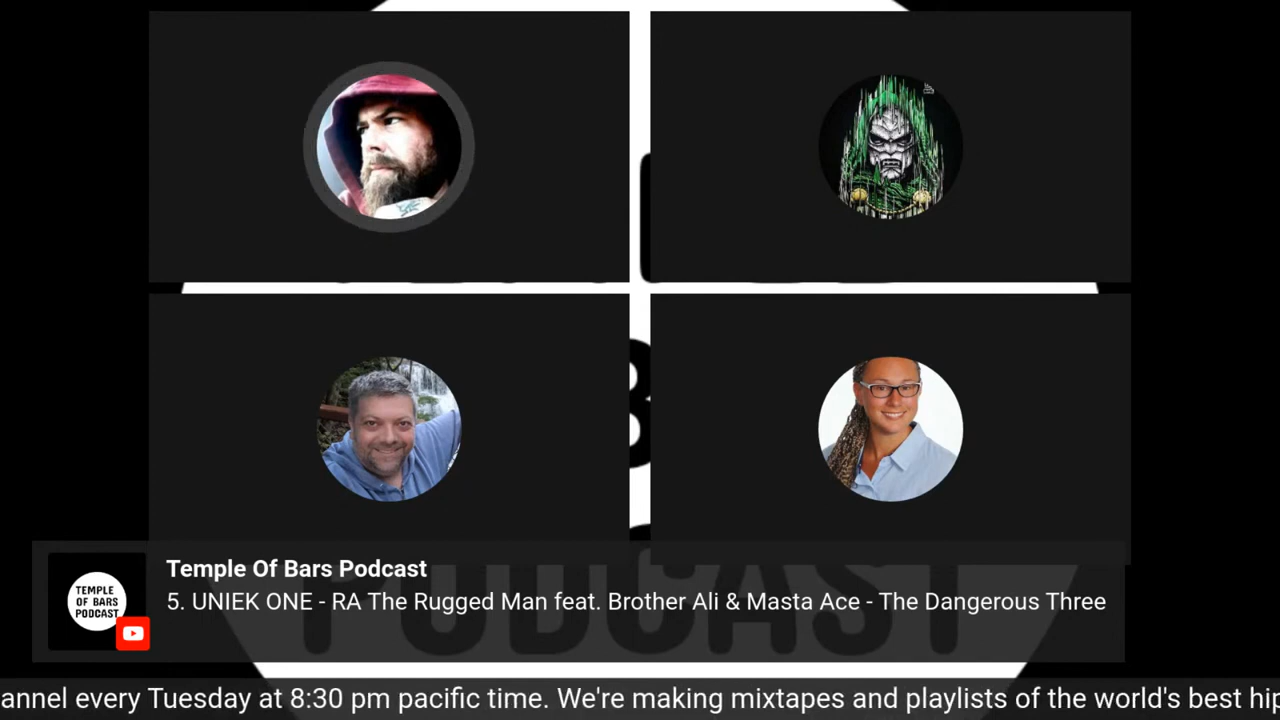 Temple Of Bars Podcast
TEMPLE
OF BARS
PODCAST
5. UNIEK ONE - RA The Rugged Man feat. Brother Ali & Masta Ace - The Dangerous Three
PODCAST
annel every Tuesday at 8:30 pm pacific time. We're making mixtapes and playlists of the world's best hip